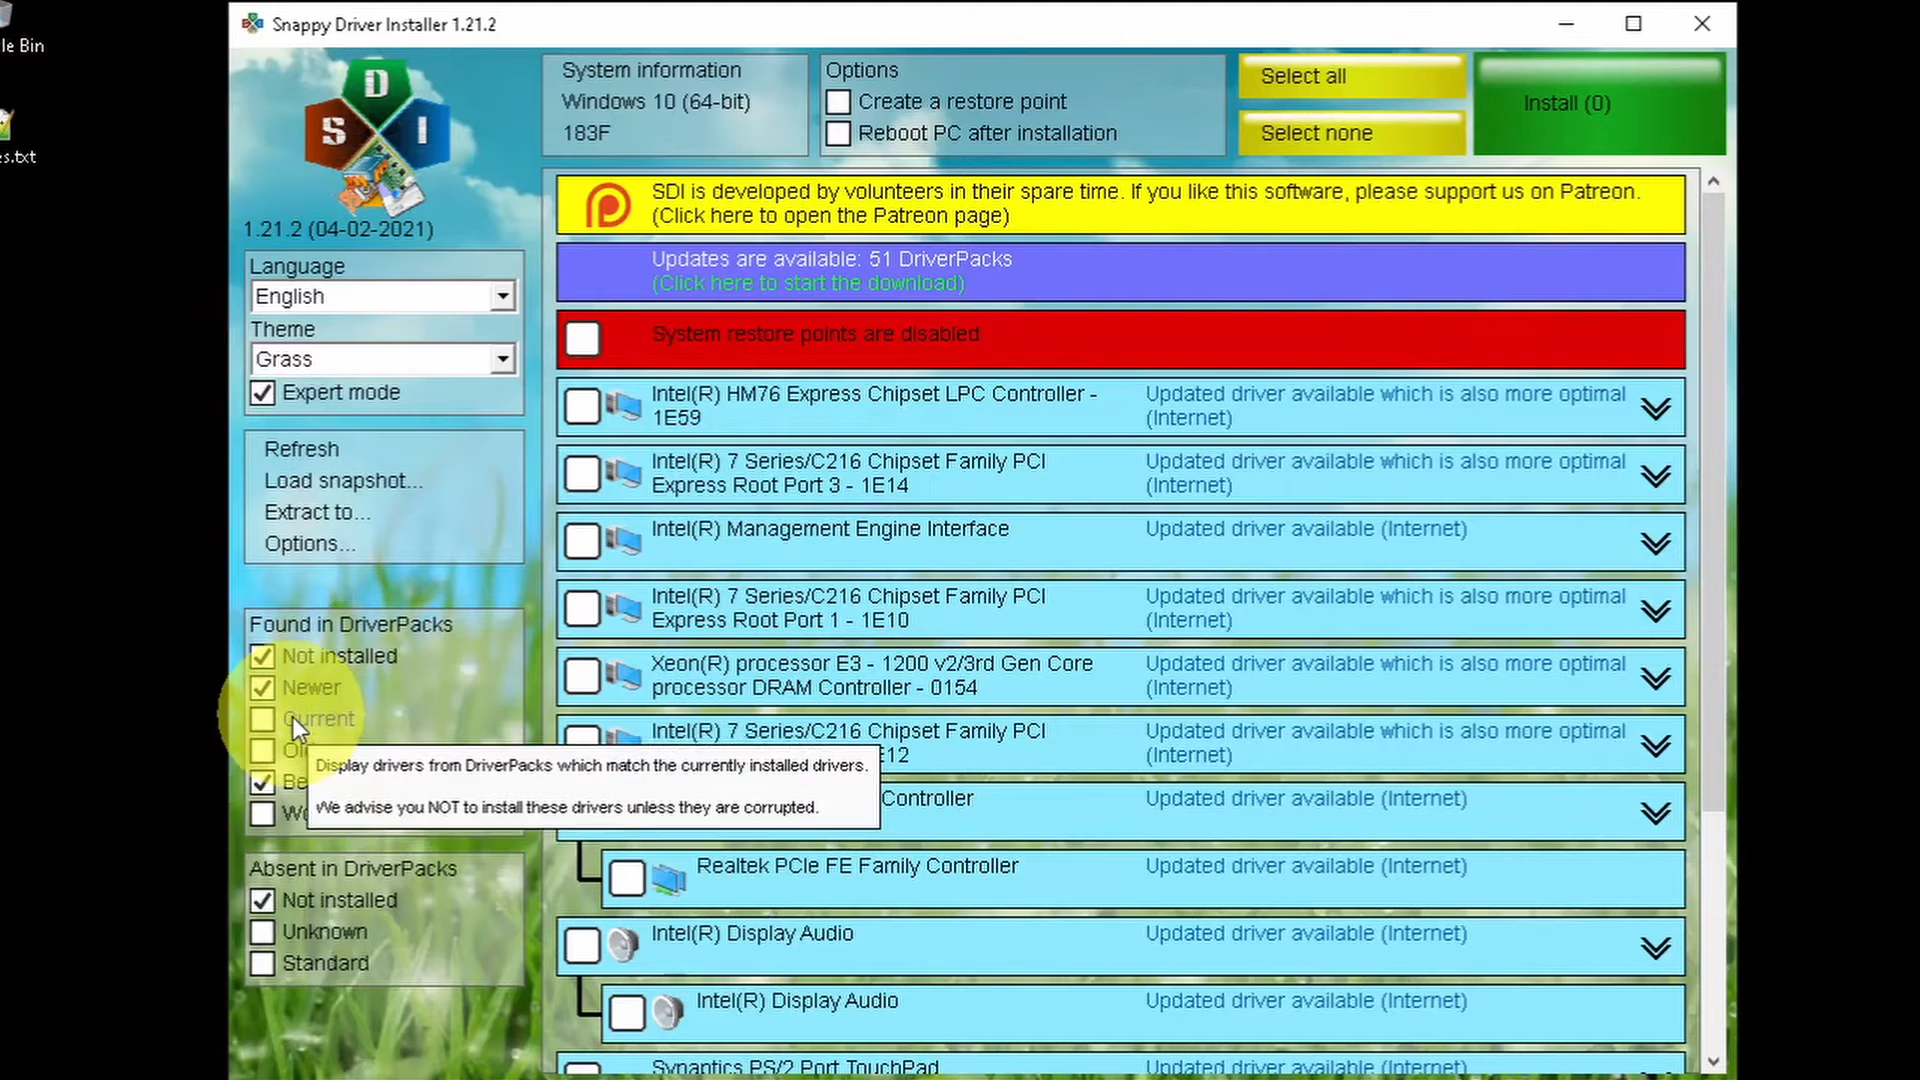 le Bin
es.txt
Snappy Driver Installer 1.21.2
D
S I
1.21.2 (04-02-2021)
Language
English
Theme
Grass
Expert mode
Refresh
Load snapshot...
Extract to...
Options...
Found in DriverPacks
Not installed
Newer
Current
Ol
Be
Wo
Display drivers from DriverPacks which match the currently installed drivers.
We advise you NOT to install these drivers unless they are corrupted.
Absent in DriverPacks
Not installed
Unknown
Standard
System information
Windows 10 (64-bit)
183F
Options
Create a restore point
Reboot PC after installation
Select all
Select none
Install (0)
SDI is developed by volunteers in their spare time. If you like this software, please support us on Patreon.
(Click here to open the Patreon page)
Updates are available: 51 DriverPacks
(Click here to start the download)
System restore points are disabled
Intel(R) HM76 Express Chipset LPC Controller -
1E59
Updated driver available which is also more optimal
(Internet)
Intel(R) 7 Series/C216 Chipset Family PCI
Express Root Port 3 - 1E14
Updated driver available which is also more optimal
(Internet)
Intel(R) Management Engine Interface
Updated driver available (Internet)
Intel(R) 7 Series/C216 Chipset Family PCI
Express Root Port 1 - 1E10
Updated driver available which is also more optimal
(Internet)
Xeon(R) processor E3 - 1200 v2/3rd Gen Core
processor DRAM Controller - 0154
Updated driver available which is also more optimal
(Internet)
Intel(R) 7 Series/C216 Chipset Family PCI
E12
Updated driver available which is also more optimal
(Internet)
Controller
Updated driver available (Internet)
Realtek PCIe FE Family Controller
Updated driver available (Internet)
Intel(R) Display Audio
Updated driver available (Internet)
Intel(R) Display Audio
Updated driver available (Internet)
Synaptics PS/2 Port TouchPad
Updated driver available (Internet)